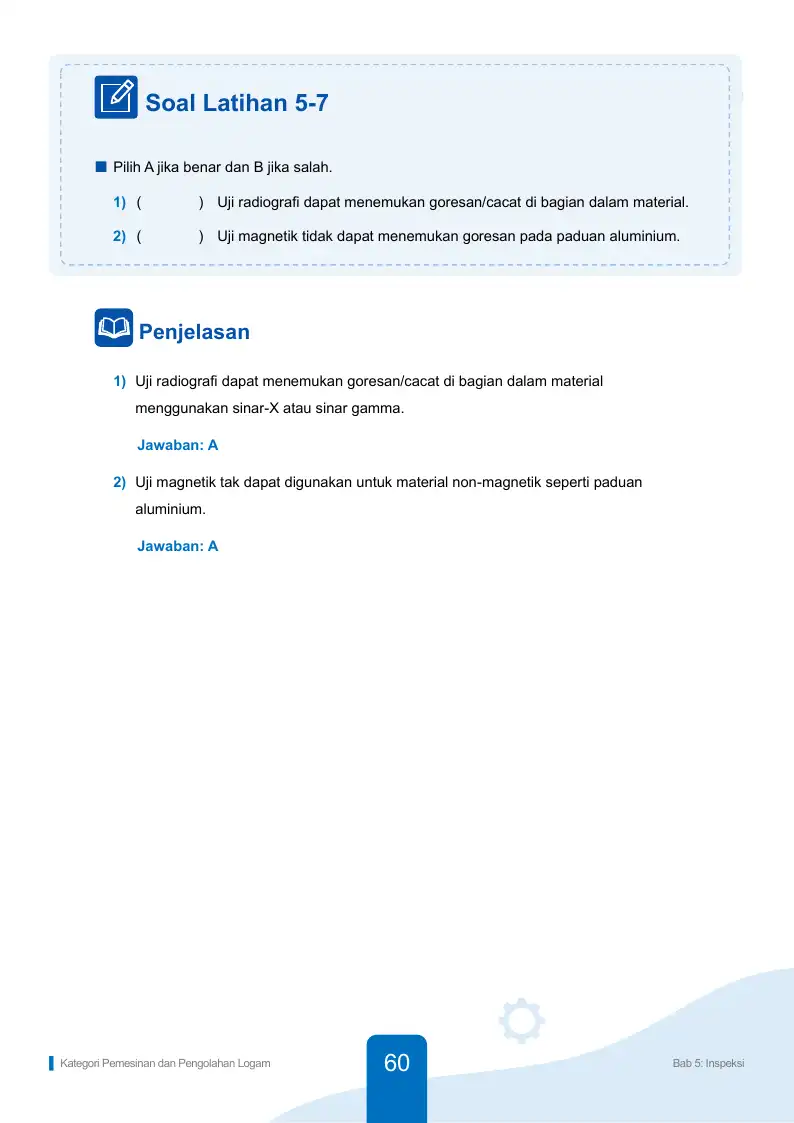 Soal Latihan 5-7
■ Pilih A jika benar dan B jika salah.
1) ( ) Uji radiografi dapat menemukan goresan/cacat di bagian dalam material.
2) ( ) Uji magnetik tidak dapat menemukan goresan pada paduan aluminium.
Penjelasan
1) Uji radiografi dapat menemukan goresan/cacat di bagian dalam material
menggunakan sinar-X atau sinar gamma.
Jawaban: A
2) Uji magnetik tak dapat digunakan untuk material non-magnetik seperti paduan
aluminium.
Jawaban: A
Kategori Pemesinan dan Pengolahan Logam
60
Bab 5: Inspeksi